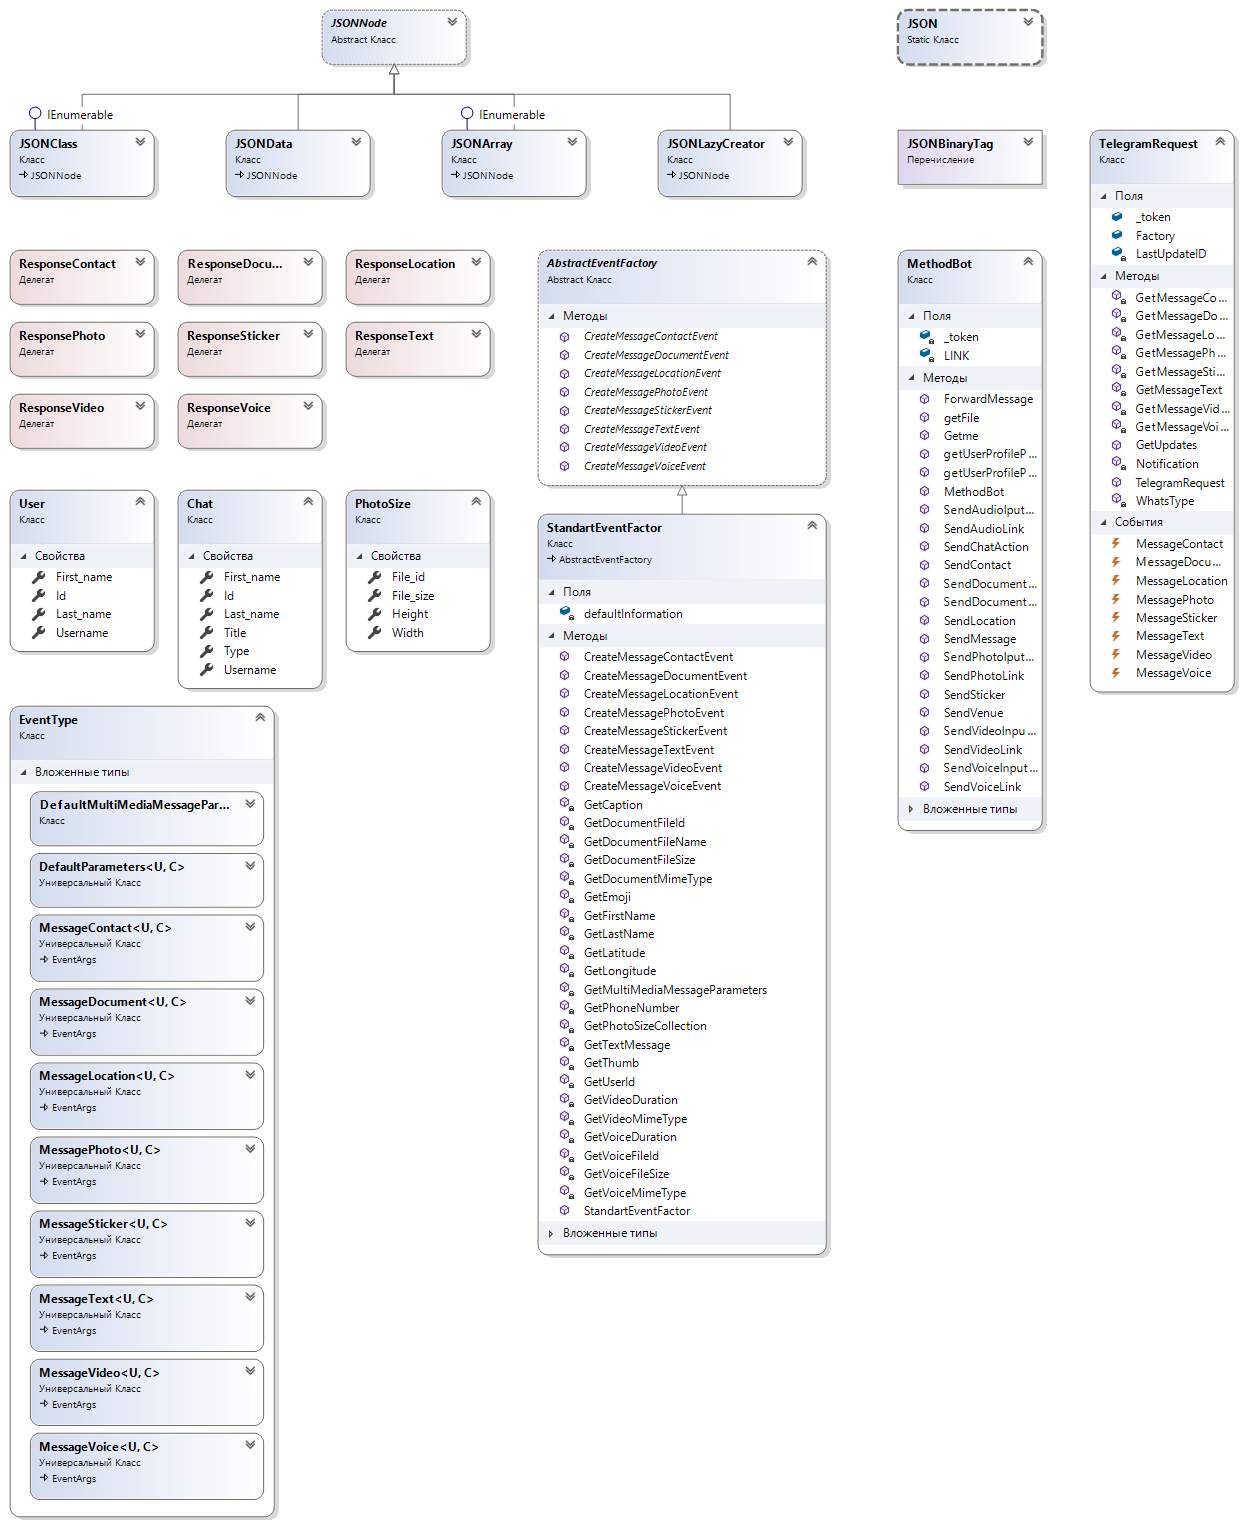 JSONNode
Abstract Класс
JSON
Static Класс
IEnumerable
IEnumerable
JSONClass
Класс
JSONNode
JSONData
Класс
JSONNode
JSONArray
Класс
JSONNode
JSONLazyCreator
Класс
JSONNode
JSONBinaryTag
Перечисление
TelegramRequest
Класс
Поля
_token
Factory
LastUpdateID
Методы
GetMessageCo...
GetMessageDo...
GetMessageLo...
GetMessagePh...
GetMessageSti...
GetMessageText
GetMessageVid...
GetMessageVoi...
GetUpdates
Notification
TelegramRequest
WhatsType
События
MessageContact
MessageDocu...
MessageLocation
MessagePhoto
MessageSticker
MessageText
MessageVideo
MessageVoice
ResponseContact
Делегат
ResponseDocu...
Делегат
ResponseLocation
Делегат
ResponsePhoto
Делегат
ResponseSticker
Делегат
ResponseText
Делегат
ResponseVideo
Делегат
ResponseVoice
Делегат
AbstractEventFactory
Abstract Класс
Методы
CreateMessageContactEvent
CreateMessageDocumentEvent
CreateMessageLocationEvent
CreateMessagePhotoEvent
CreateMessageStickerEvent
CreateMessageTextEvent
CreateMessageVideoEvent
CreateMessageVoiceEvent
MethodBot
Класс
Поля
_token
LINK
Методы
ForwardMessage
getFile
Getme
getUserProfileP...
getUserProfileP...
MethodBot
SendAudioIput...
SendAudioLink
SendChatAction
SendContact
SendDocument...
SendDocument...
SendLocation
SendMessage
SendPhotoIput...
SendPhotoLink
SendSticker
SendVenue
SendVideoInpu...
SendVideoLink
SendVoiceInput...
SendVoiceLink
Вложенные типы
User
Класс
Свойства
First_name
Id
Last_name
Username
Chat
Класс
Свойства
First_name
Id
Last_name
Title
Type
Username
PhotoSize
Класс
Свойства
File_id
File_size
Height
Width
StandartEventFactor
Класс
AbstractEventFactory
Поля
defaultInformation
Методы
CreateMessageContactEvent
CreateMessageDocumentEvent
CreateMessageLocationEvent
CreateMessagePhotoEvent
CreateMessageStickerEvent
CreateMessageTextEvent
CreateMessageVideoEvent
CreateMessageVoiceEvent
GetCaption
GetDocumentFileId
GetDocumentFileName
GetDocumentFileSize
GetDocumentMimeType
GetEmoji
GetFirstName
GetLastName
GetLatitude
GetLongitude
GetMultiMediaMessageParameters
GetPhoneNumber
GetPhotoSizeCollection
GetTextMessage
GetThumb
GetUserId
GetVideoDuration
GetVideoMimeType
GetVoiceDuration
GetVoiceFileId
GetVoiceFileSize
GetVoiceMimeType
StandartEventFactor
Вложенные типы
EventType
Класс
Вложенные типы
DefaultMultiMediaMessagePar...
Класс
DefaultParameters<U, C>
Универсальный Класс
MessageContact<U, C>
Универсальный Класс
EventArgs
MessageDocument<U, C>
Универсальный Класс
EventArgs
MessageLocation<U, C>
Универсальный Класс
EventArgs
MessagePhoto<U, C>
Универсальный Класс
EventArgs
MessageSticker<U, C>
Универсальный Класс
EventArgs
MessageText<U, C>
Универсальный Класс
EventArgs
MessageVideo<U, C>
Универсальный Класс
EventArgs
MessageVoice<U, C>
Универсальный Класс
EventArgs